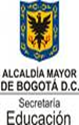 ALCALDÍA MAYOR
DE BOGOTÁ D.C.
Secretaría
Educación